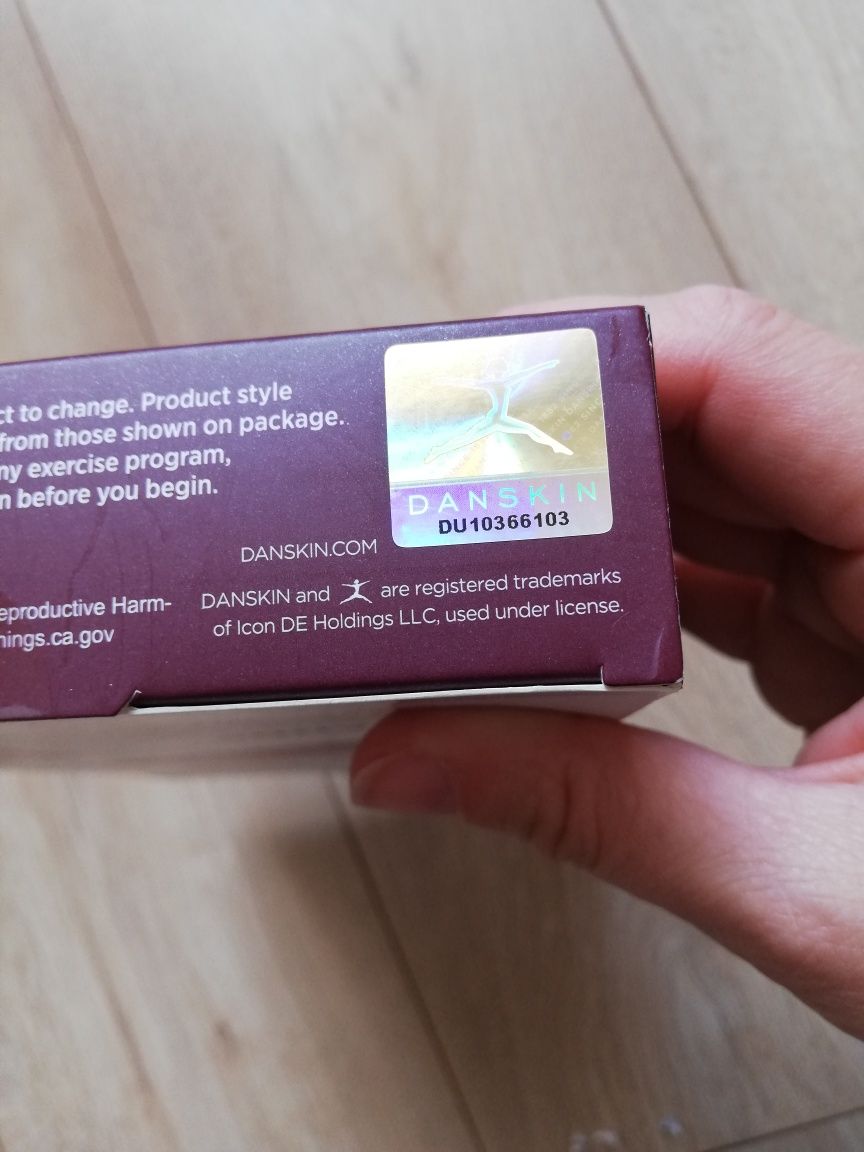 ct to change. Product style
from those shown on package.
ny exercise program,
n before you begin.
DANSKIN
DU10366103
DANSKIN.COM
eproductive Harm-
nings.ca.gov
DANSKIN and are registered trademarks
of Icon DE Holdings LLC, used under license.